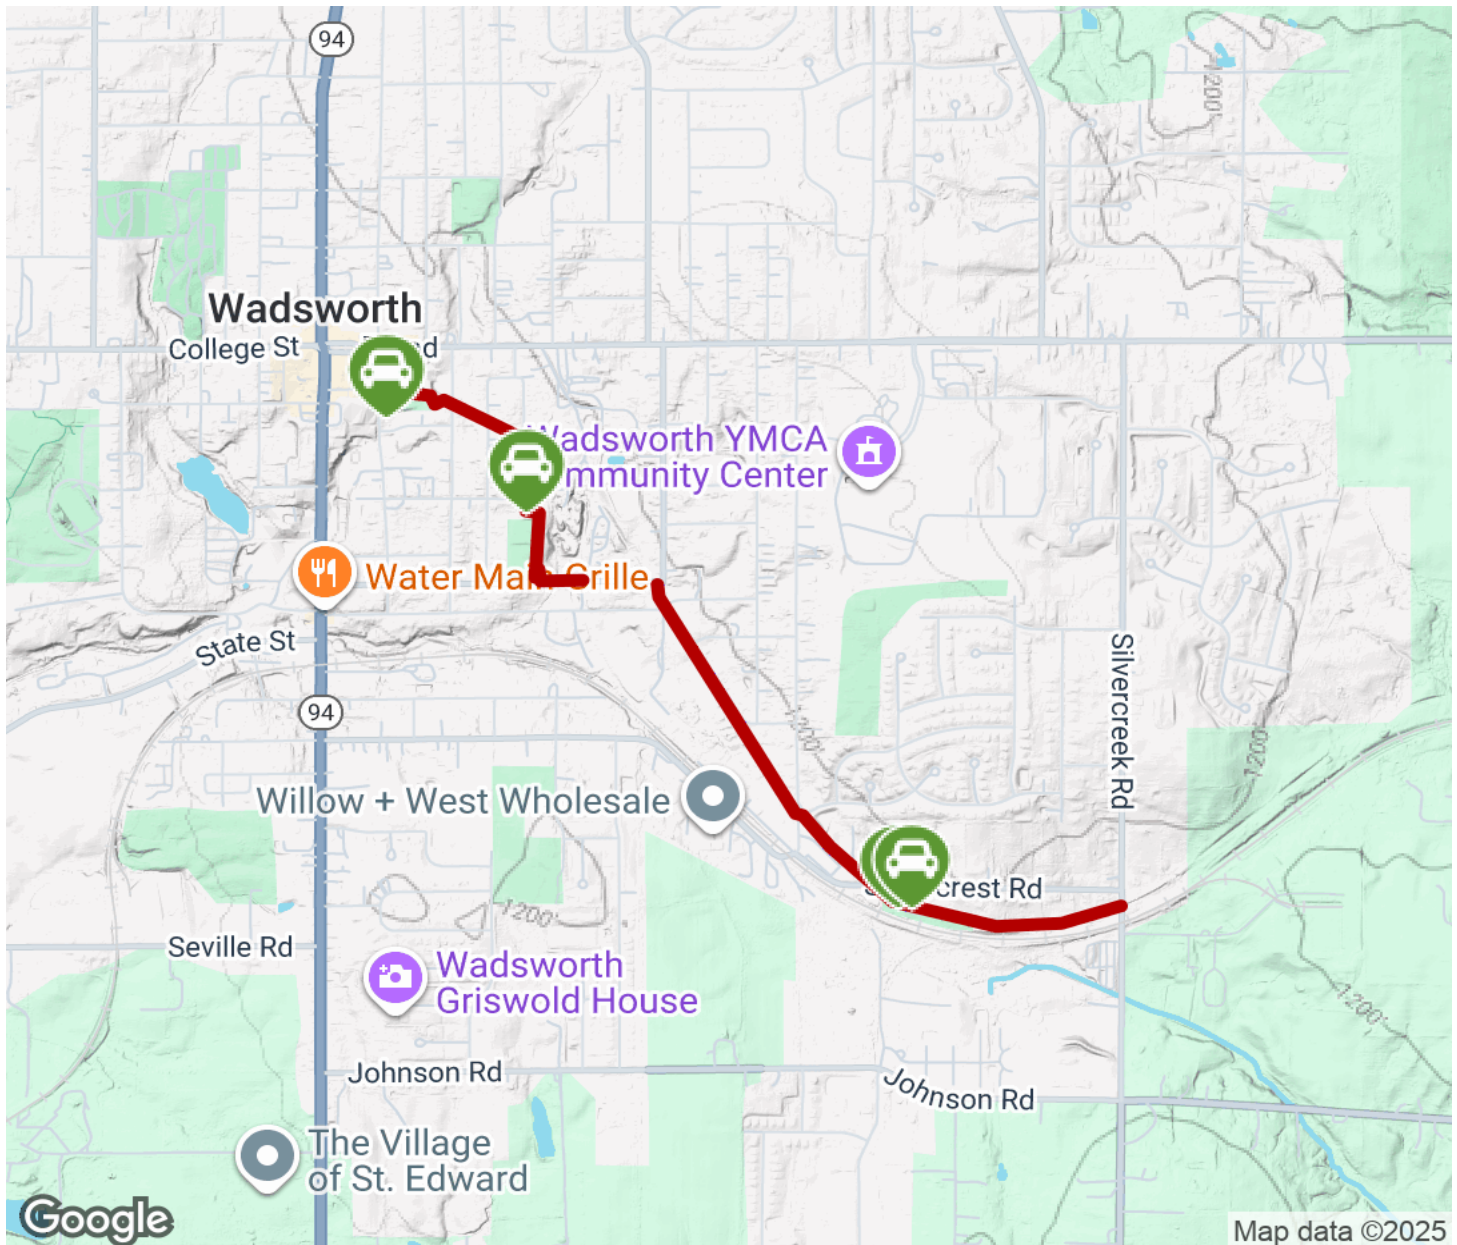 94
1200'
Wadsworth
College St
Wadsworth YMCA
Community Center
Water Main Grille
State St
Silvercreek Rd
94
1200'
1200'
Willow + West Wholesale
crest Rd
1200'
Seville Rd
Wadsworth
Griswold House
1200'
Johnson Rd
Johnson Rd
The Village
of St. Edward
Google
Map data ©2025